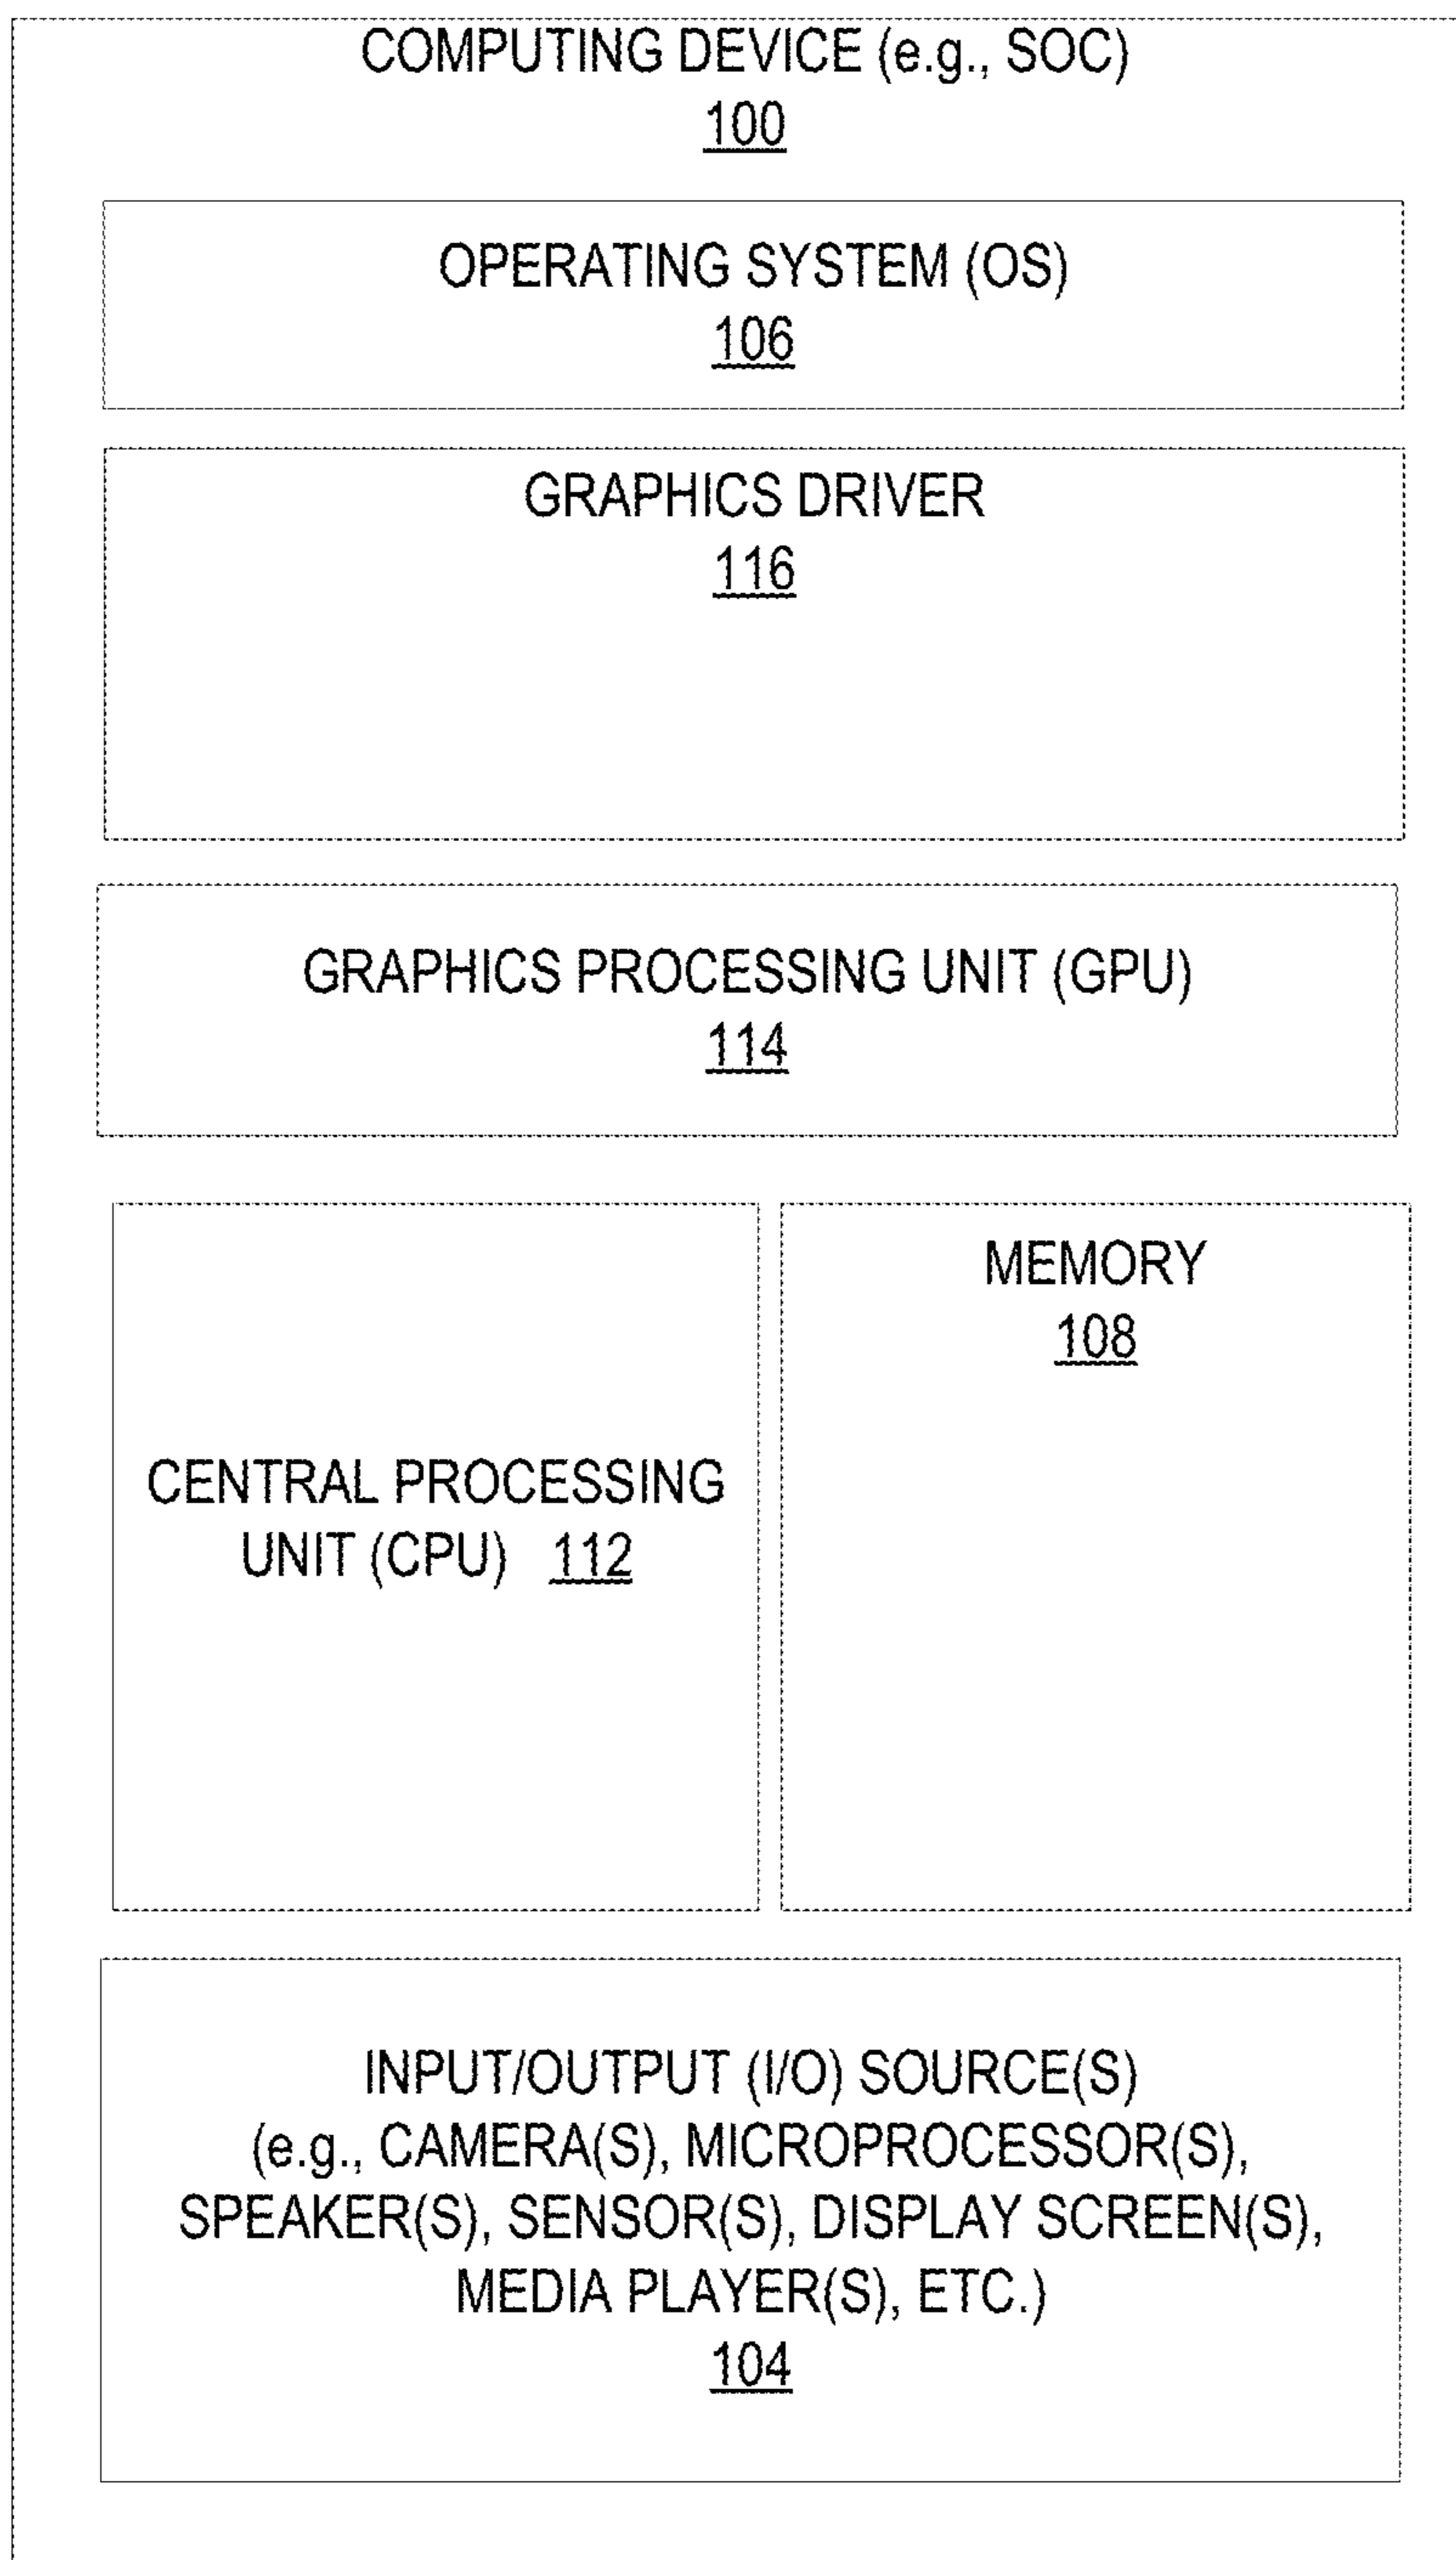 COMPUTING DEVICE (e.g., SOC)
100
OPERATING SYSTEM (OS)
106
GRAPHICS DRIVER
116
GRAPHICS PROCESSING UNIT (GPU)
114
CENTRAL PROCESSING
UNIT (CPU) 112
MEMORY
108
INPUT/OUTPUT (I/O) SOURCE(S)
(e.g., CAMERA(S), MICROPROCESSOR(S),
SPEAKER(S), SENSOR(S), DISPLAY SCREEN(S),
MEDIA PLAYER(S), ETC.)
104